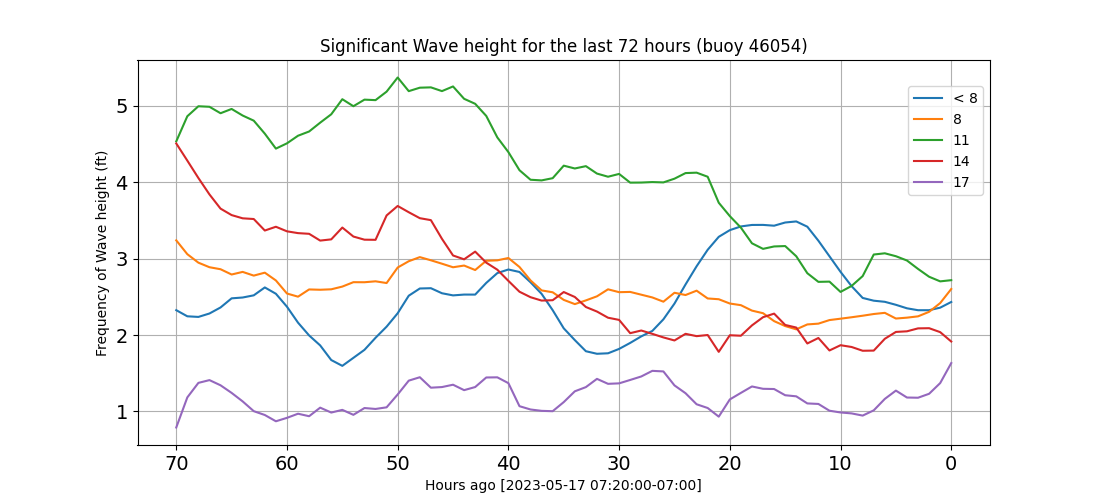 Significant Wave height for the last 72 hours (buoy 46054)
Frequency of Wave height (ft)
5
4
3
2
1
< 8
8
11
14
17
70 60 50 40 30 20 10 0
Hours ago [2023-05-17 07:20:00-07:00]